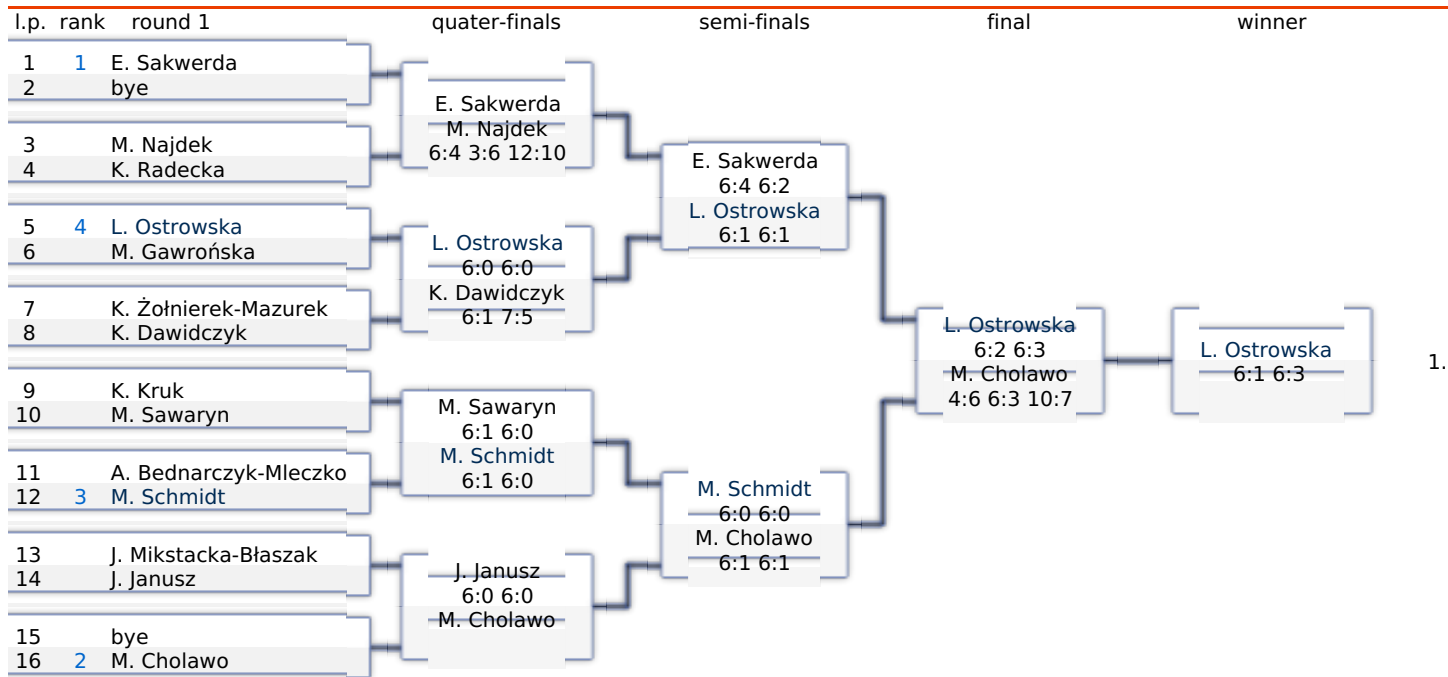 l.p. rank round 1 quater-finals semi-finals final winner
1 1 E. Sakwerda
2 bye
3 M. Najdek
4 K. Radecka
5 4 L. Ostrowska
6 M. Gawrońska
7 K. Żołnierek-Mazurek
8 K. Dawidczyk
9 K. Kruk
10 M. Sawaryn
11 A. Bednarczyk-Mleczko
12 3 M. Schmidt
13 J. Mikstacka-Błaszak
14 J. Janusz
15 bye
16 2 M. Cholawo
E. Sakwerda
M. Najdek
6:4 3:6 12:10
L. Ostrowska
6:0 6:0
K. Dawidczyk
6:1 7:5
M. Sawaryn
6:1 6:0
M. Schmidt
6:1 6:0
J. Janusz
6:0 6:0
M. Cholawo
E. Sakwerda
6:4 6:2
L. Ostrowska
6:1 6:1
M. Schmidt
6:0 6:0
M. Cholawo
6:1 6:1
L. Ostrowska
6:2 6:3
M. Cholawo
4:6 6:3 10:7
L. Ostrowska
6:1 6:3
1.